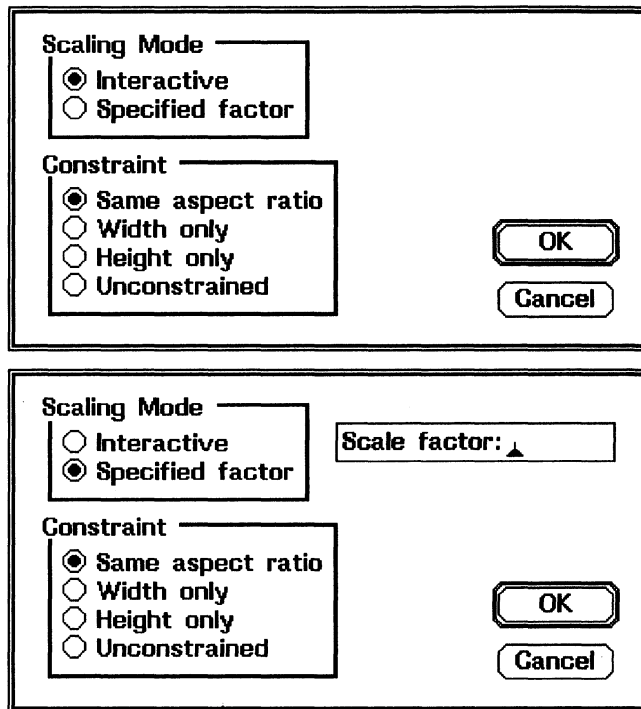 Scaling Mode
Interactive
Specified factor
Constraint
Same aspect ratio
Width only
Height only
Unconstrained
OK
Cancel
Scaling Mode
Interactive
Specified factor
Scale factor:
Constraint
Same aspect ratio
Width only
Height only
Unconstrained
OK
Cancel